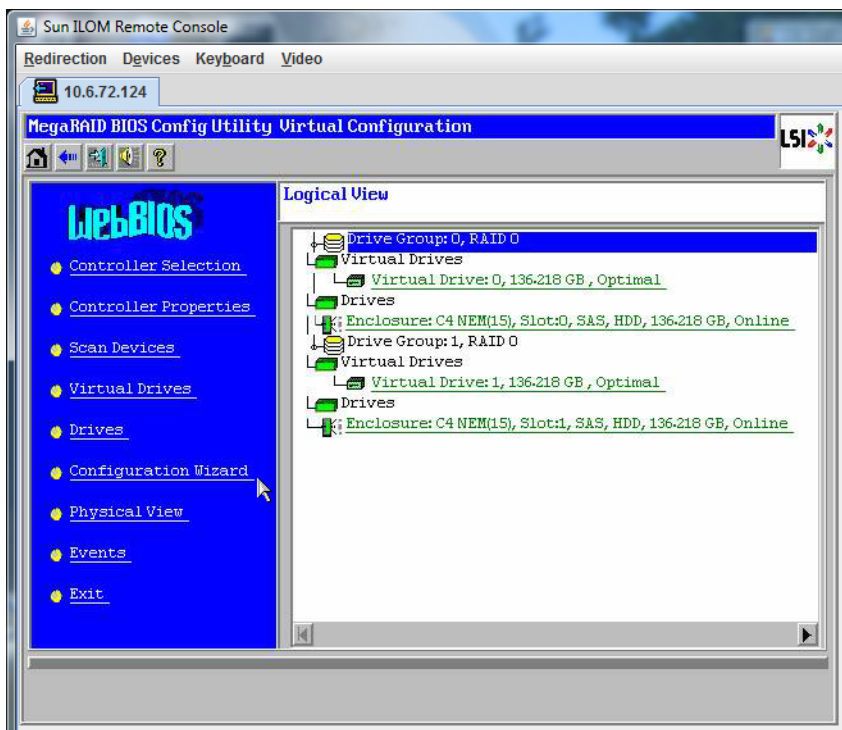 Sun ILOM Remote Console
Redirection Devices Keyboard Video
10.6.72.124
MegaRAID BIOS Config Utility Virtual Configuration
LSI
WebBIOS
Controller Selection
Controller Properties
Scan Devices
Virtual Drives
Drives
Configuration Wizard
Physical View
Events
Exit
Logical View
Drive Group: 0, RAID 0
Virtual Drives
Virtual Drive: 0, 136.218 GB, Optimal
Drives
Enclosure: C4 NEM(15), Slot:0, SAS, HDD, 136.218 GB, Online
Drive Group: 1, RAID 0
Virtual Drives
Virtual Drive: 1, 136.218 GB, Optimal
Drives
Enclosure: C4 NEM(15), Slot:1, SAS, HDD, 136.218 GB, Online